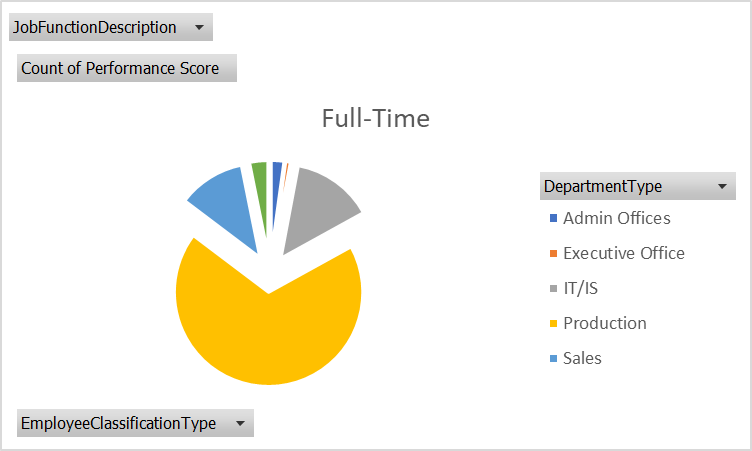 JobFunctionDescription
Count of Performance Score
Full-Time
DepartmentType
Admin Offices
Executive Office
IT/IS
Production
Sales
EmployeeClassificationType